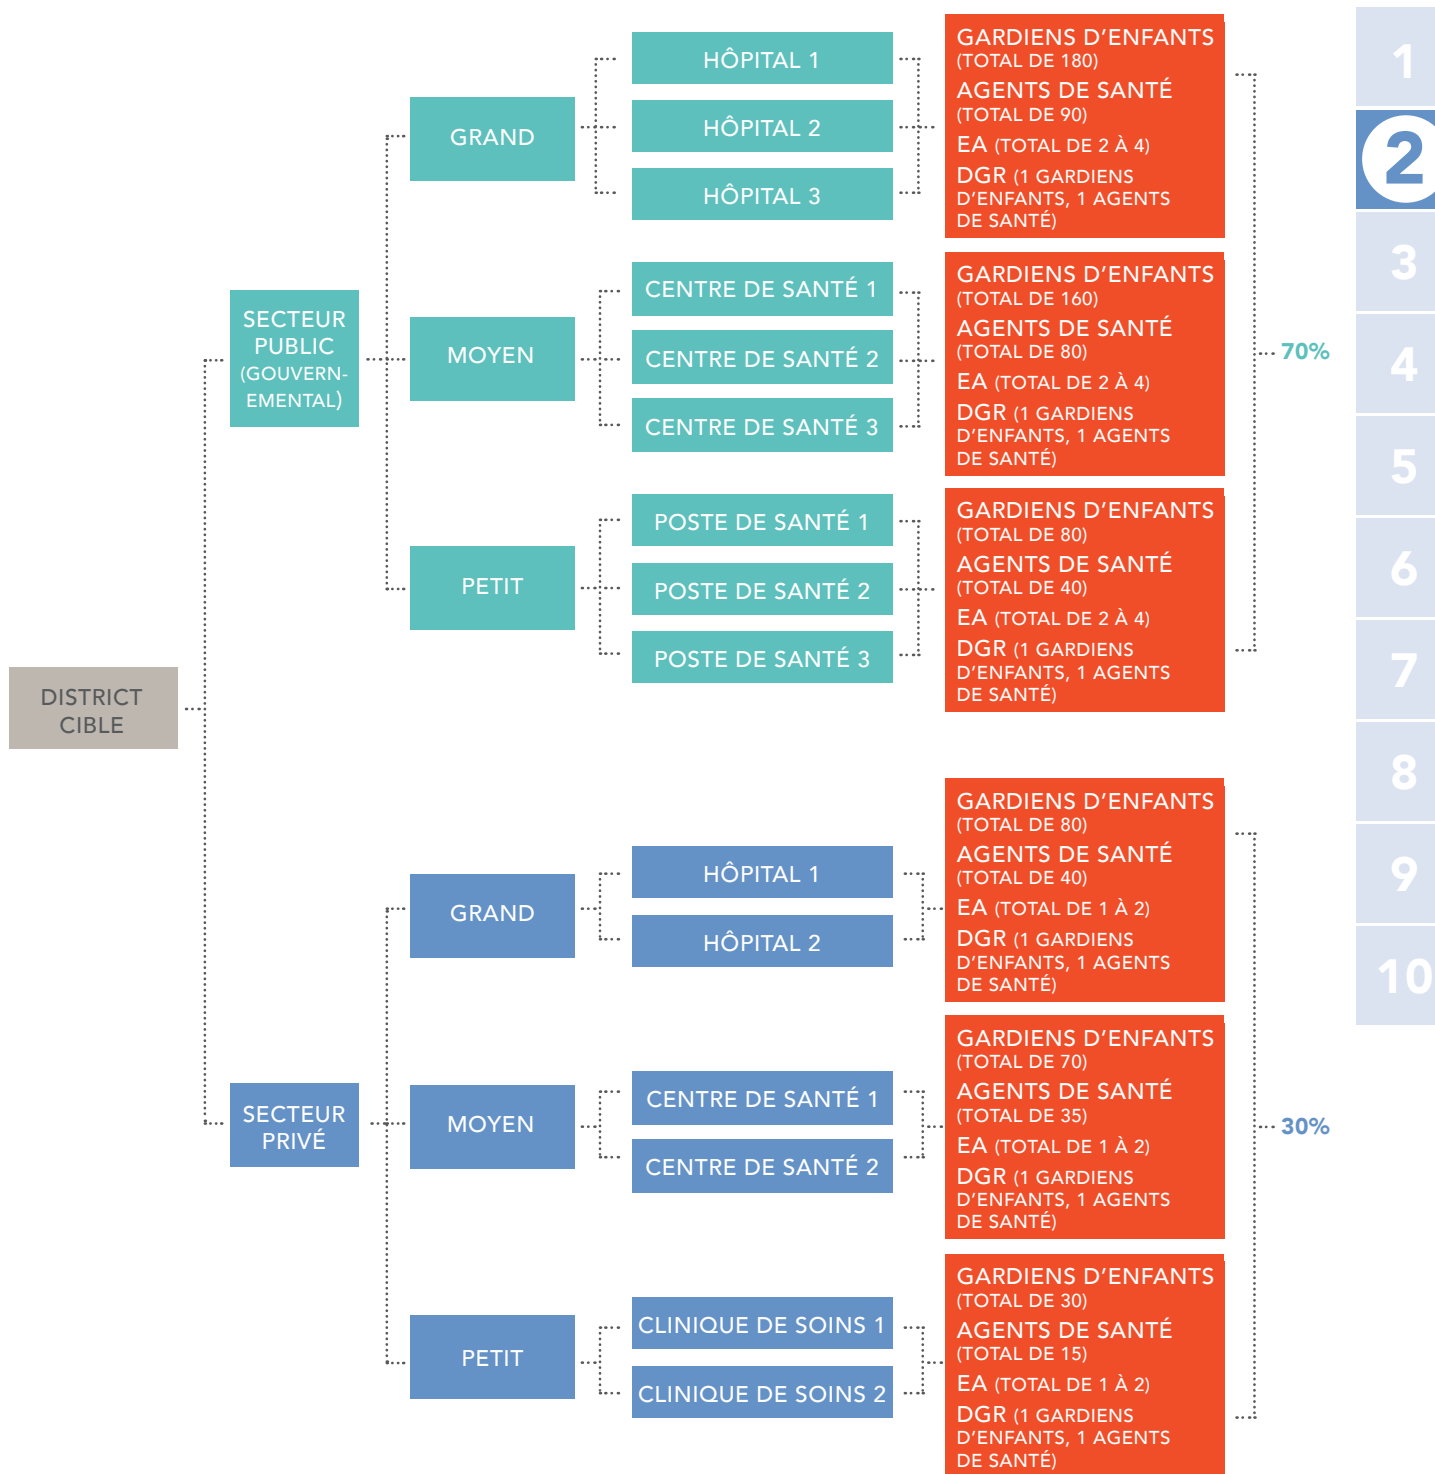 DISTRICT
CIBLE
SECTEUR
PUBLIC
(GOUVERN-
EMENTAL)
GRAND
HÔPITAL 1
HÔPITAL 2
HÔPITAL 3
GARDIENS D’ENFANTS
(TOTAL DE 180)
AGENTS DE SANTÉ
(TOTAL DE 90)
EA (TOTAL DE 2 À 4)
DGR (1 GARDIENS
D’ENFANTS, 1 AGENTS
DE SANTÉ)
MOYEN
CENTRE DE SANTÉ 1
CENTRE DE SANTÉ 2
CENTRE DE SANTÉ 3
GARDIENS D’ENFANTS
(TOTAL DE 160)
AGENTS DE SANTÉ
(TOTAL DE 80)
EA (TOTAL DE 2 À 4)
DGR (1 GARDIENS
D’ENFANTS, 1 AGENTS
DE SANTÉ)
PETIT
POSTE DE SANTÉ 1
POSTE DE SANTÉ 2
POSTE DE SANTÉ 3
GARDIENS D’ENFANTS
(TOTAL DE 80)
AGENTS DE SANTÉ
(TOTAL DE 40)
EA (TOTAL DE 2 À 4)
DGR (1 GARDIENS
D’ENFANTS, 1 AGENTS
DE SANTÉ)
70%
SECTEUR
PRIVÉ
GRAND
HÔPITAL 1
HÔPITAL 2
GARDIENS D’ENFANTS
(TOTAL DE 80)
AGENTS DE SANTÉ
(TOTAL DE 40)
EA (TOTAL DE 1 À 2)
DGR (1 GARDIENS
D’ENFANTS, 1 AGENTS
DE SANTÉ)
MOYEN
CENTRE DE SANTÉ 1
CENTRE DE SANTÉ 2
GARDIENS D’ENFANTS
(TOTAL DE 70)
AGENTS DE SANTÉ
(TOTAL DE 35)
EA (TOTAL DE 1 À 2)
DGR (1 GARDIENS
D’ENFANTS, 1 AGENTS
DE SANTÉ)
PETIT
CLINIQUE DE SOINS 1
CLINIQUE DE SOINS 2
GARDIENS D’ENFANTS
(TOTAL DE 30)
AGENTS DE SANTÉ
(TOTAL DE 15)
EA (TOTAL DE 1 À 2)
DGR (1 GARDIENS
D’ENFANTS, 1 AGENTS
DE SANTÉ)
30%
1
2
3
4
5
6
7
8
9
10